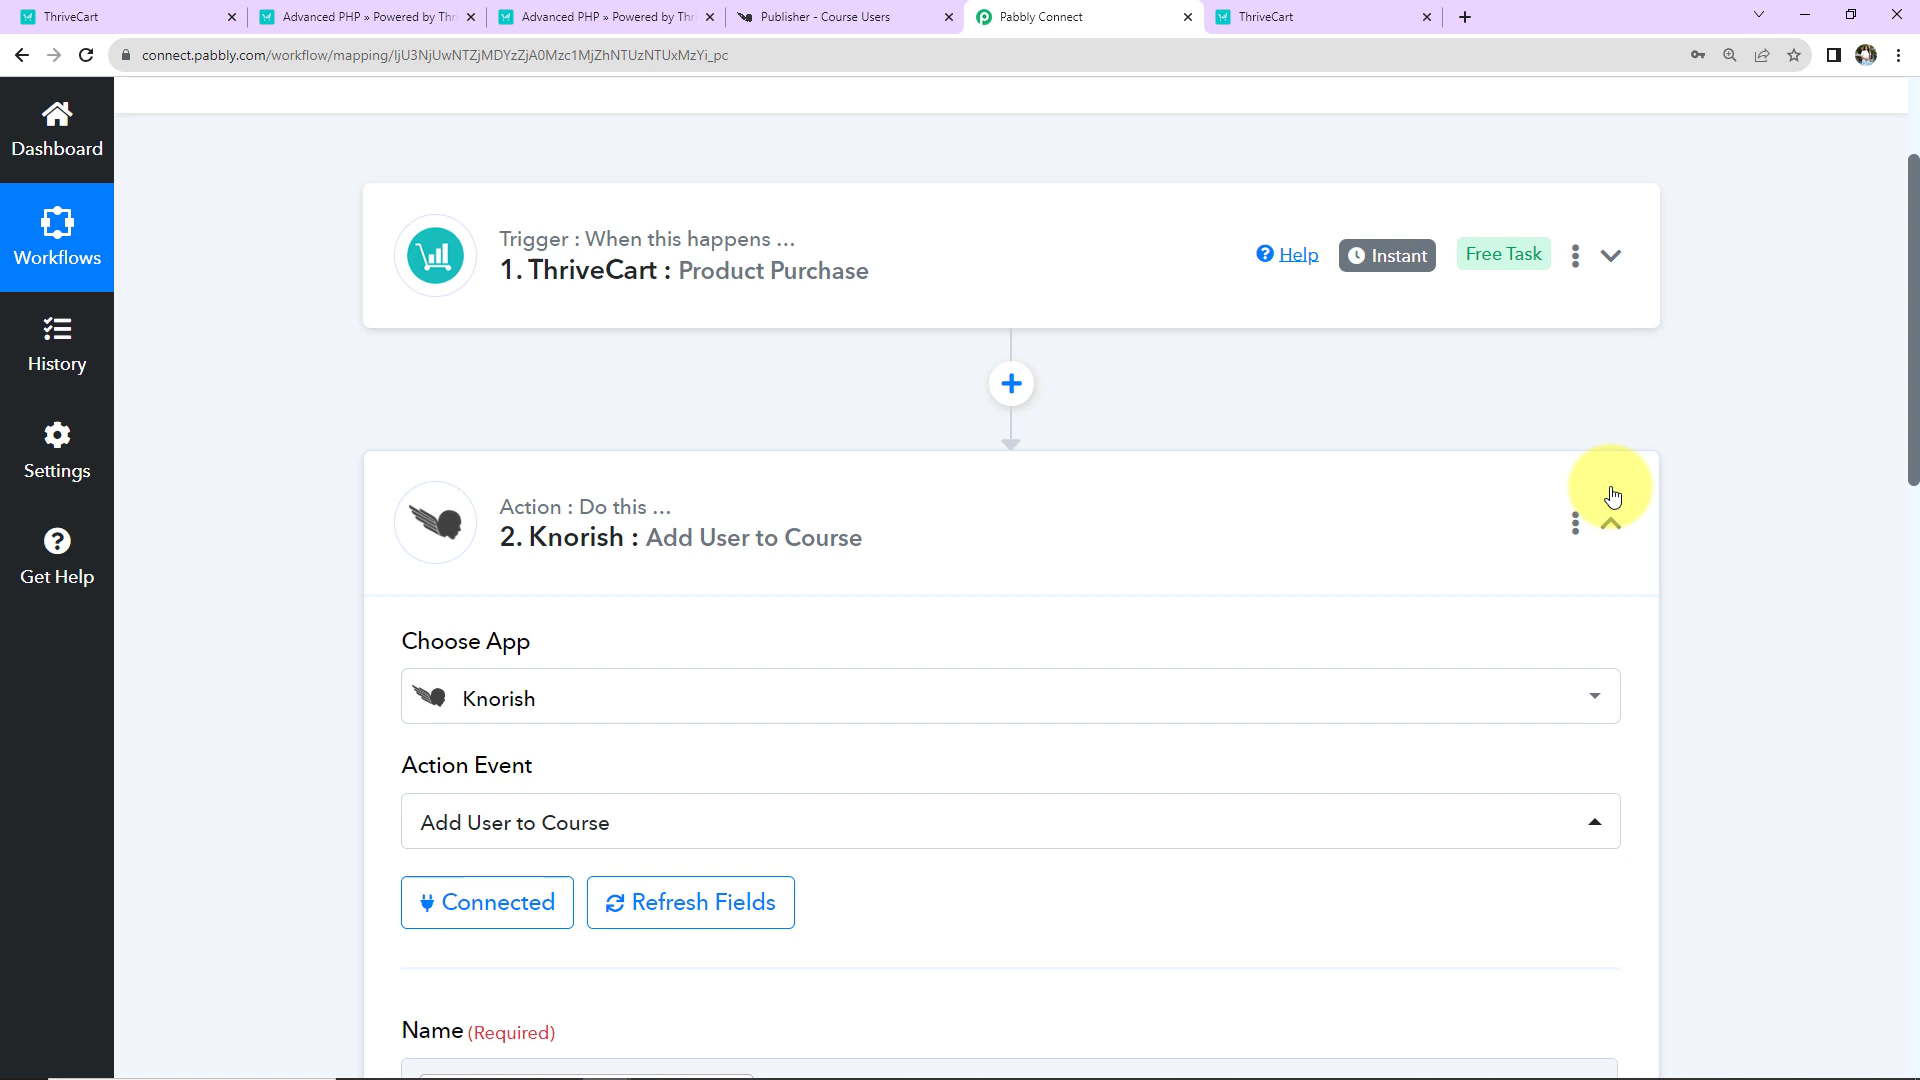 ThriveCart
Advanced PHP » Powered by Thri
Advanced PHP » Powered by Thri
Publisher - Course Users
Pabbly Connect
ThriveCart
connect.pabbly.com/workflow/mapping/IjU3NjUwNTZjMDYzZjA0Mzc1MjZhNTUzNTUxMzYi_pc
Dashboard
Workflows
History
Settings
Get Help
Trigger : When this happens ...
1. ThriveCart : Product Purchase
Help
Instant
Free Task
Action : Do this ...
2. Knorish : Add User to Course
Choose App
Knorish
Action Event
Add User to Course
Connected
Refresh Fields
Name (Required)